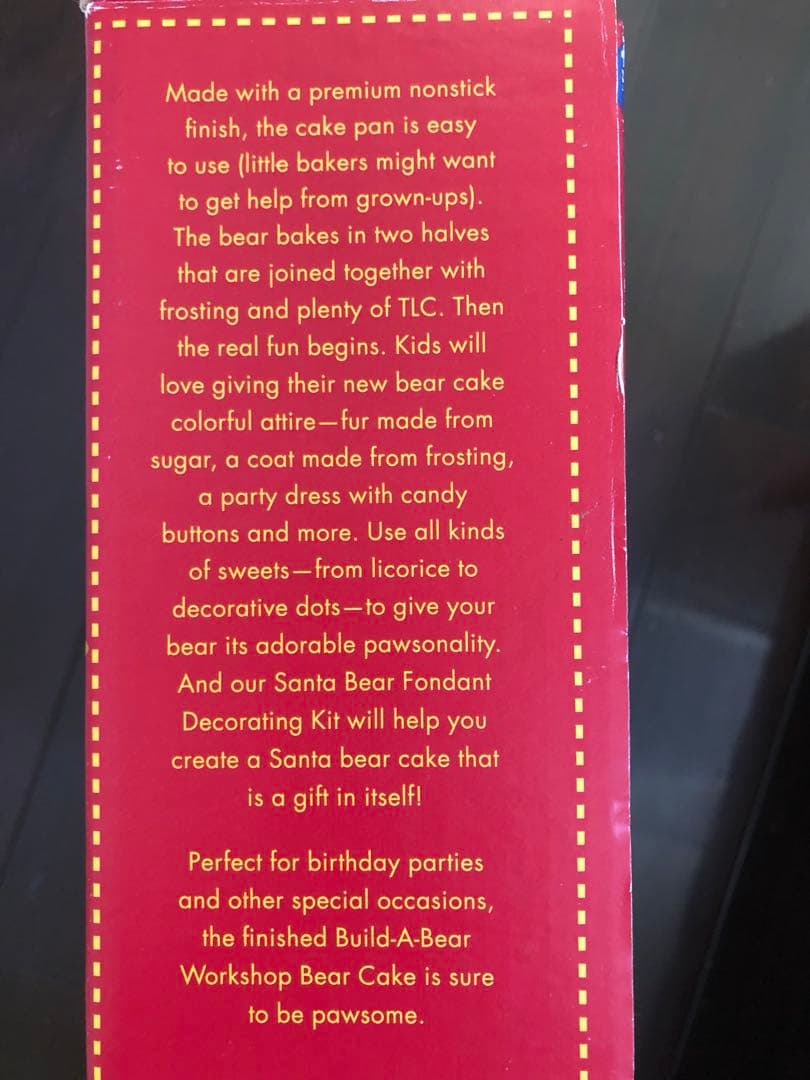 Made with a premium nonstick
finish, the cake pan is easy
to use (little bakers might want
to get help from grown-ups).
The bear bakes in two halves
that are joined together with
frosting and plenty of TLC. Then
the real fun begins. Kids will
love giving their new bear cake
colorful attire—fur made from
sugar, a coat made from frosting,
a party dress with candy
buttons and more. Use all kinds
of sweets—from licorice to
decorative dots—to give your
bear its adorable pawsonality.
And our Santa Bear Fondant
Decorating Kit will help you
create a Santa bear cake that
is a gift in itself!
Perfect for birthday parties
and other special occasions,
the finished Build-A-Bear
Workshop Bear Cake is sure
to be pawsome.